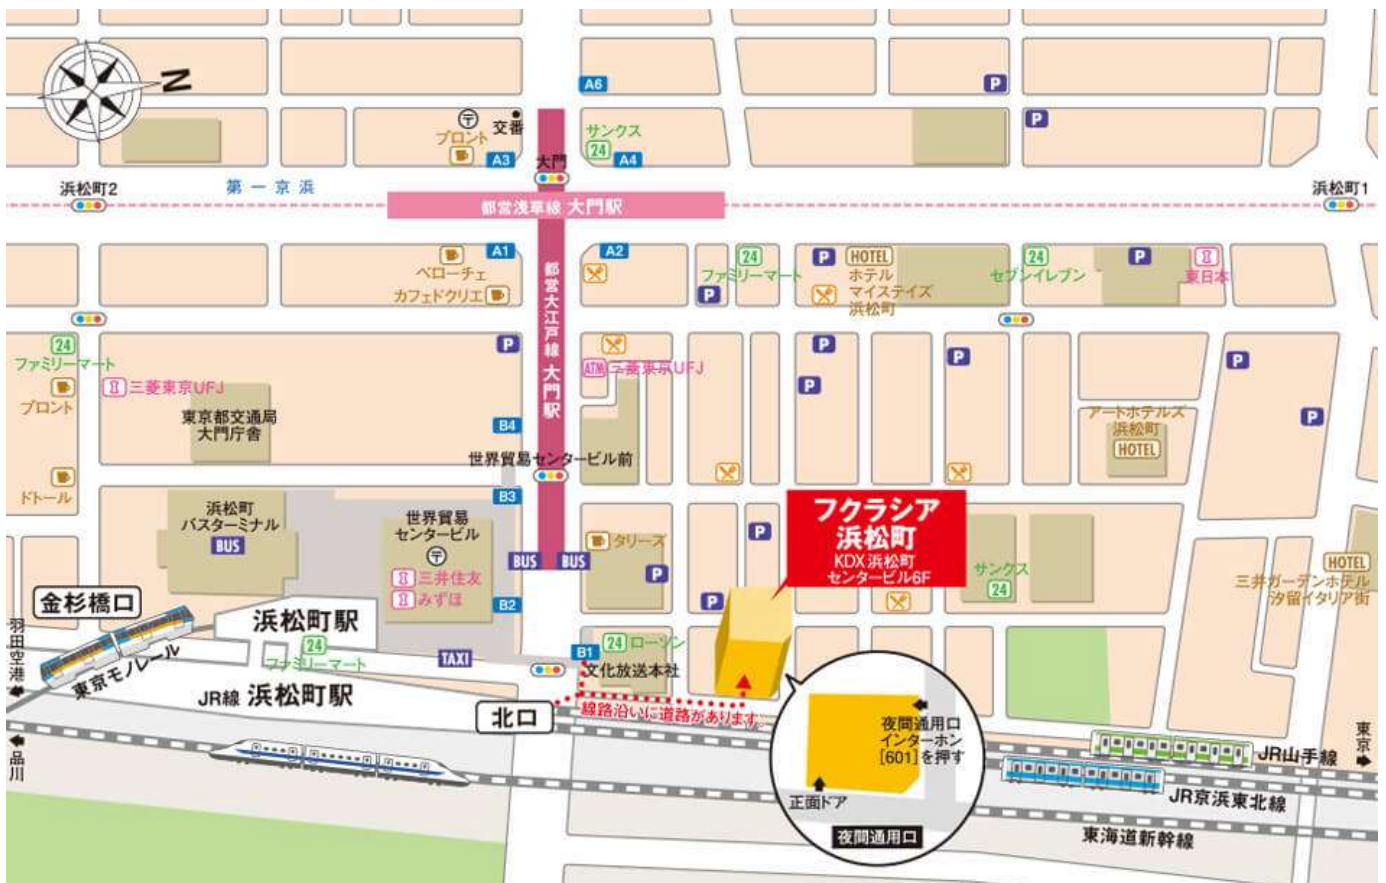 N
A6
P
P
〒
交番
プロント
A3
サンクス
24
A4
大門
浜松町2
第一京浜
浜松町1
都営浅草線 大門駅
A1
ベローチェ
カフェドクリエ
都営大江戸線 大門駅
A2
24
ファミリーマート
P
P
HOTEL
ホテル
マイステイズ
浜松町
24
セブンイレブン
P
東日本
24
ファミリーマート
プロント
三菱東京UFJ
東京都交通局
大門庁舎
P
ATM
三菱東京UFJ
P
P
P
P
P
アートホテルズ
浜松町
HOTEL
B4
世界貿易センタービル前
ドトール
浜松町
バスターミナル
BUS
世界貿易
センタービル
〒
三井住友
みずほ
B3
BUS
BUS
B2
タリーズ
P
P
P
フクラシア
浜松町
KDX浜松町
センタービル6F
サンクス
24
HOTEL
三井ガーデンホテル
汐留イタリア街
金杉橋口
羽田空港
東京モノレール
浜松町駅
24
ファミリーマート
TAXI
B1
24
ローソン
文化放送本社
JR線 浜松町駅
北口
線路沿いに道路があります。
品川
夜間通用口
インターホン
[601]を押す
正面ドア
夜間通用口
東京
JR山手線
JR京浜東北線
東海道新幹線